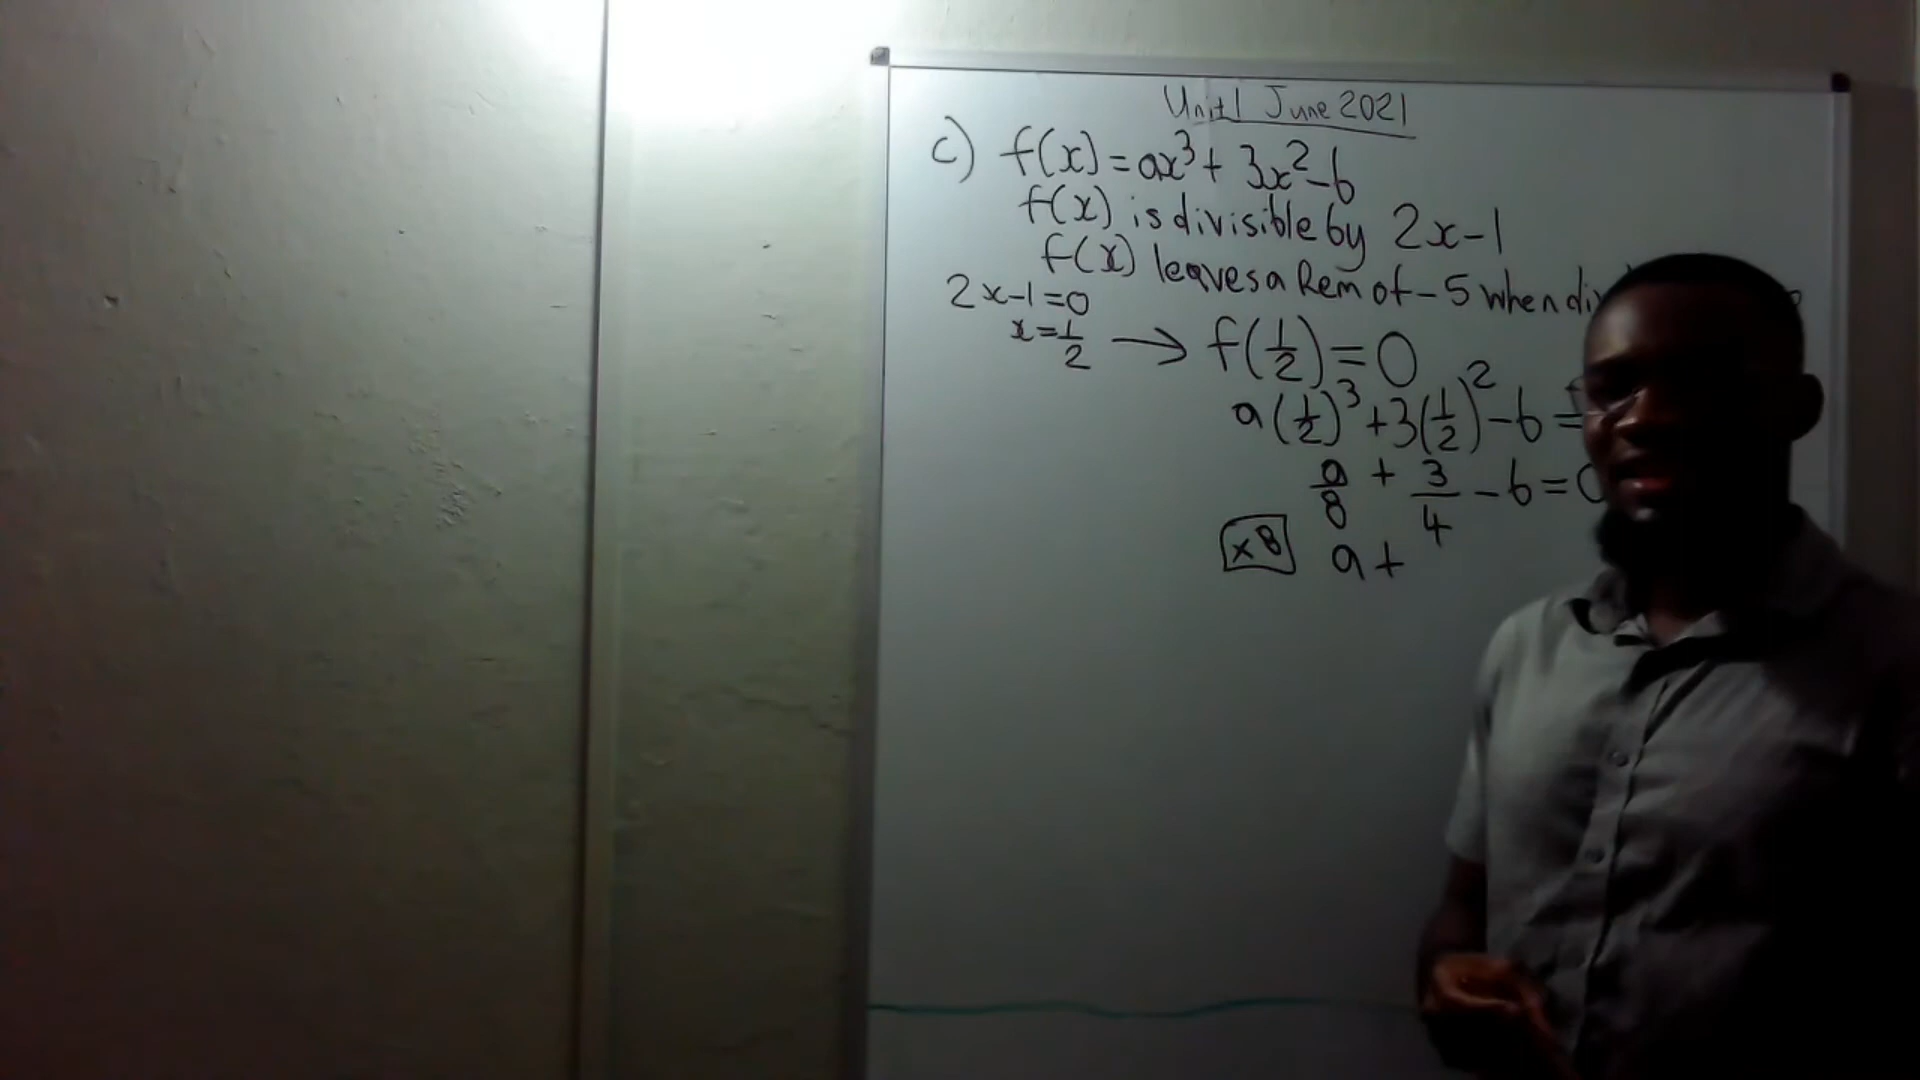 Unit 1 June 2021
c) f(x) = ax³ + 3x² - b
f(x) is divisible by 2x-1
f(x) leaves a Rem of -5 when
2x-1=0
x=1/2 → f(1/2) = 0
a(1/2)³ + 3(1/2)² - b =
a/8 + 3/4 - b = 0
x8 a +